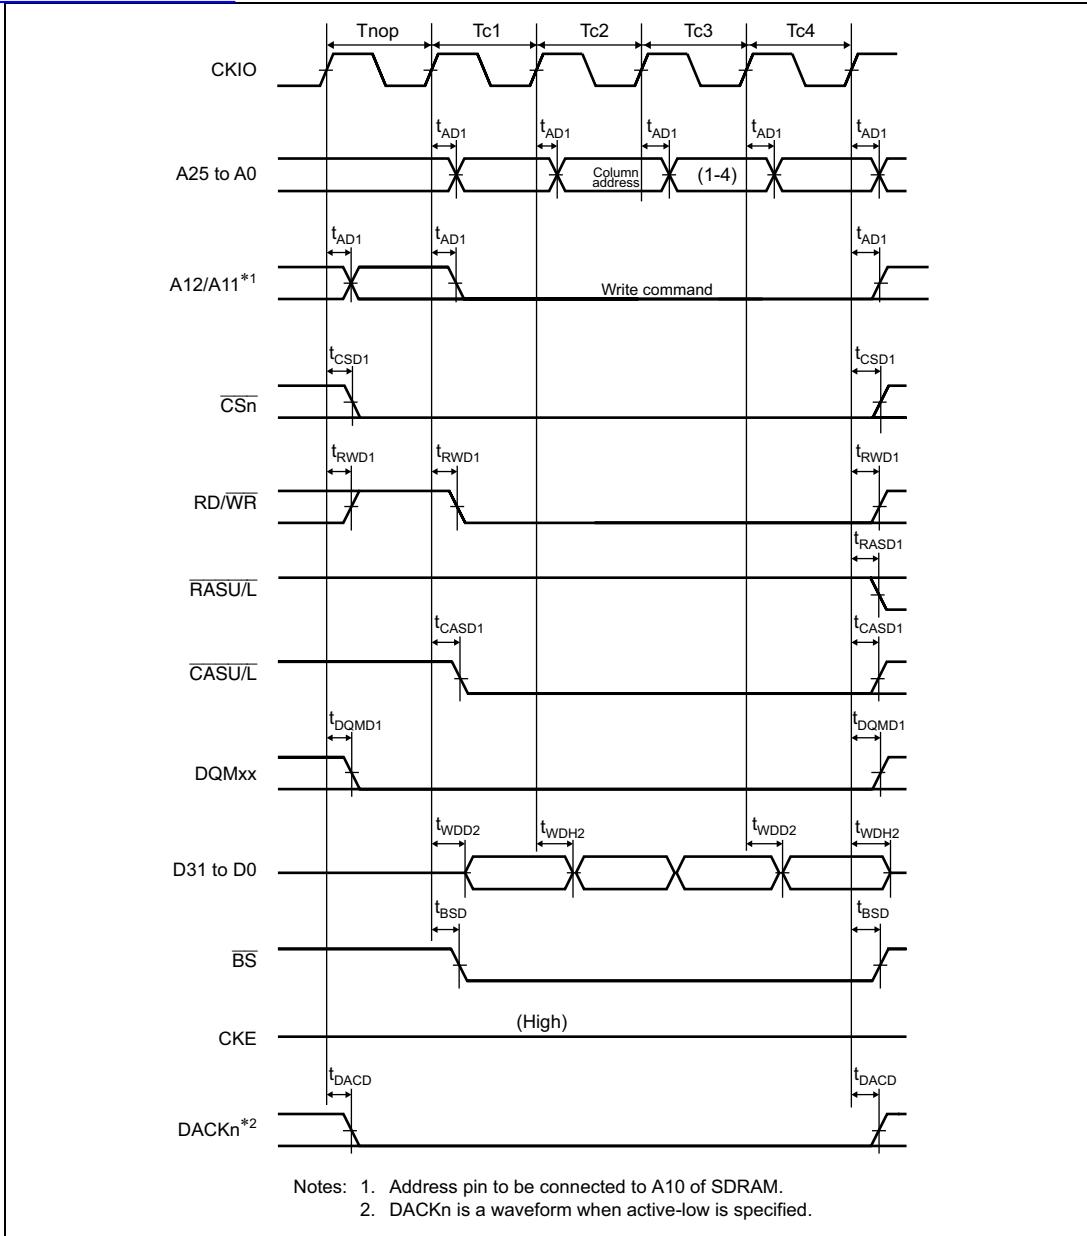 Tnop Tc1 Tc2 Tc3 Tc4
CKIO
tAD1 tAD1 tAD1 tAD1 tAD1
A25 to A0
Column
address
(1-4)
tAD1 tAD1 tAD1
A12/A11*1
Write command
tCSD1 tCSD1
CSn
tRWD1 tRWD1 tRWD1
RD/WR
tRASD1
RASU/L
tCASD1 tCASD1
CASU/L
tDQMD1 tDQMD1
DQMxx
tWDD2 tWDH2 tWDD2 tWDH2
D31 to D0
tBSD tBSD
BS
(High)
CKE
tDACD tDACD
DACKn*2
Notes: 1. Address pin to be connected to A10 of SDRAM.
2. DACKn is a waveform when active-low is specified.